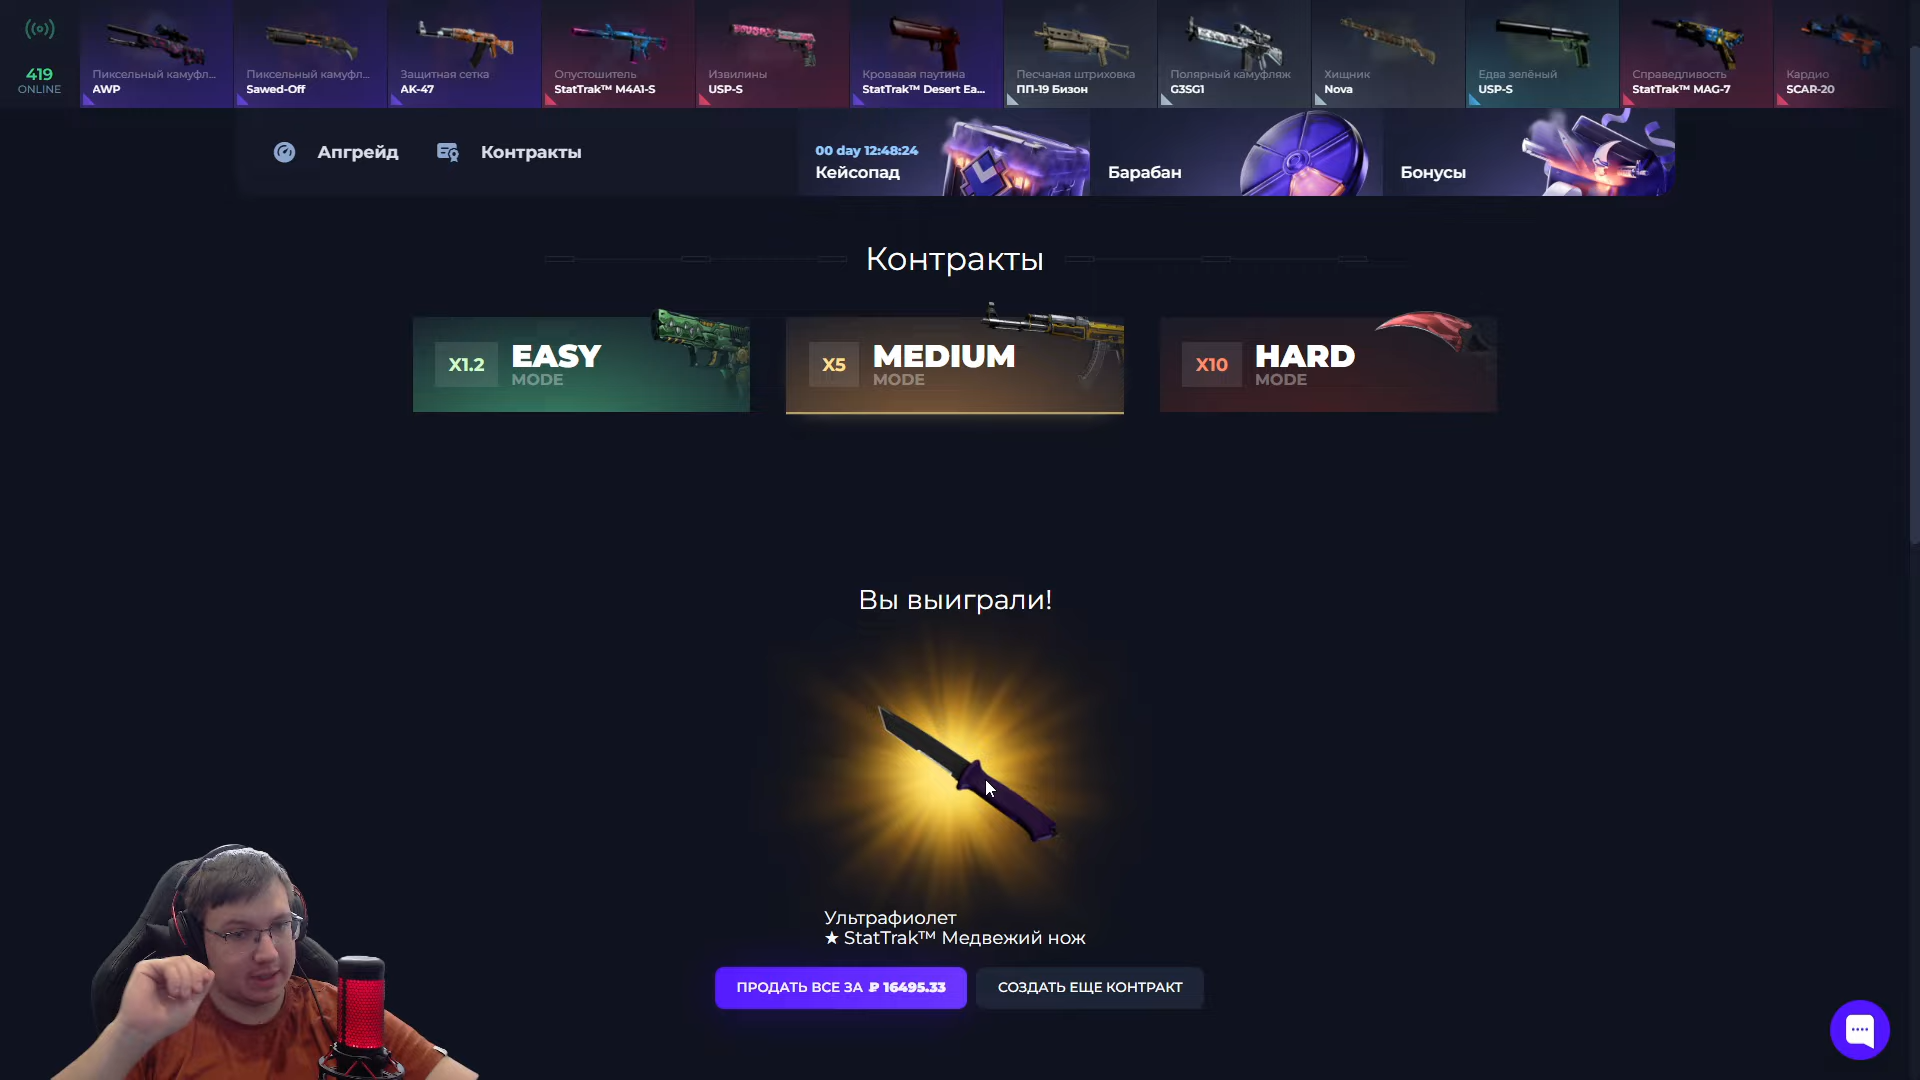 419
ONLINE
Пиксельный камуфл...
AWP
Пиксельный камуфл...
Sawed-Off
Защитная сетка
AK-47
Опустошитель
StatTrak™ M4A1-S
Извилины
USP-S
Кровавая паутина
StatTrak™ Desert Ea...
Песчаная штриховка
ПП-19 Бизон
Полярный камуфляж
G3SG1
Хищник
Nova
Едва зелёный
USP-S
Справедливость
StatTrak™ MAG-7
Кардио
SCAR-20
Апгрейд
Контракты
00 day 12:48:24
Кейсопад
Барабан
Бонусы
Контракты
X1.2
EASY
MODE
X5
MEDIUM
MODE
X10
HARD
MODE
Вы выиграли!
Ультрафиолет
★ StatTrak™ Медвежий нож
ПРОДАТЬ ВСЕ ЗА ₽ 16495.33
СОЗДАТЬ ЕЩЕ КОНТРАКТ